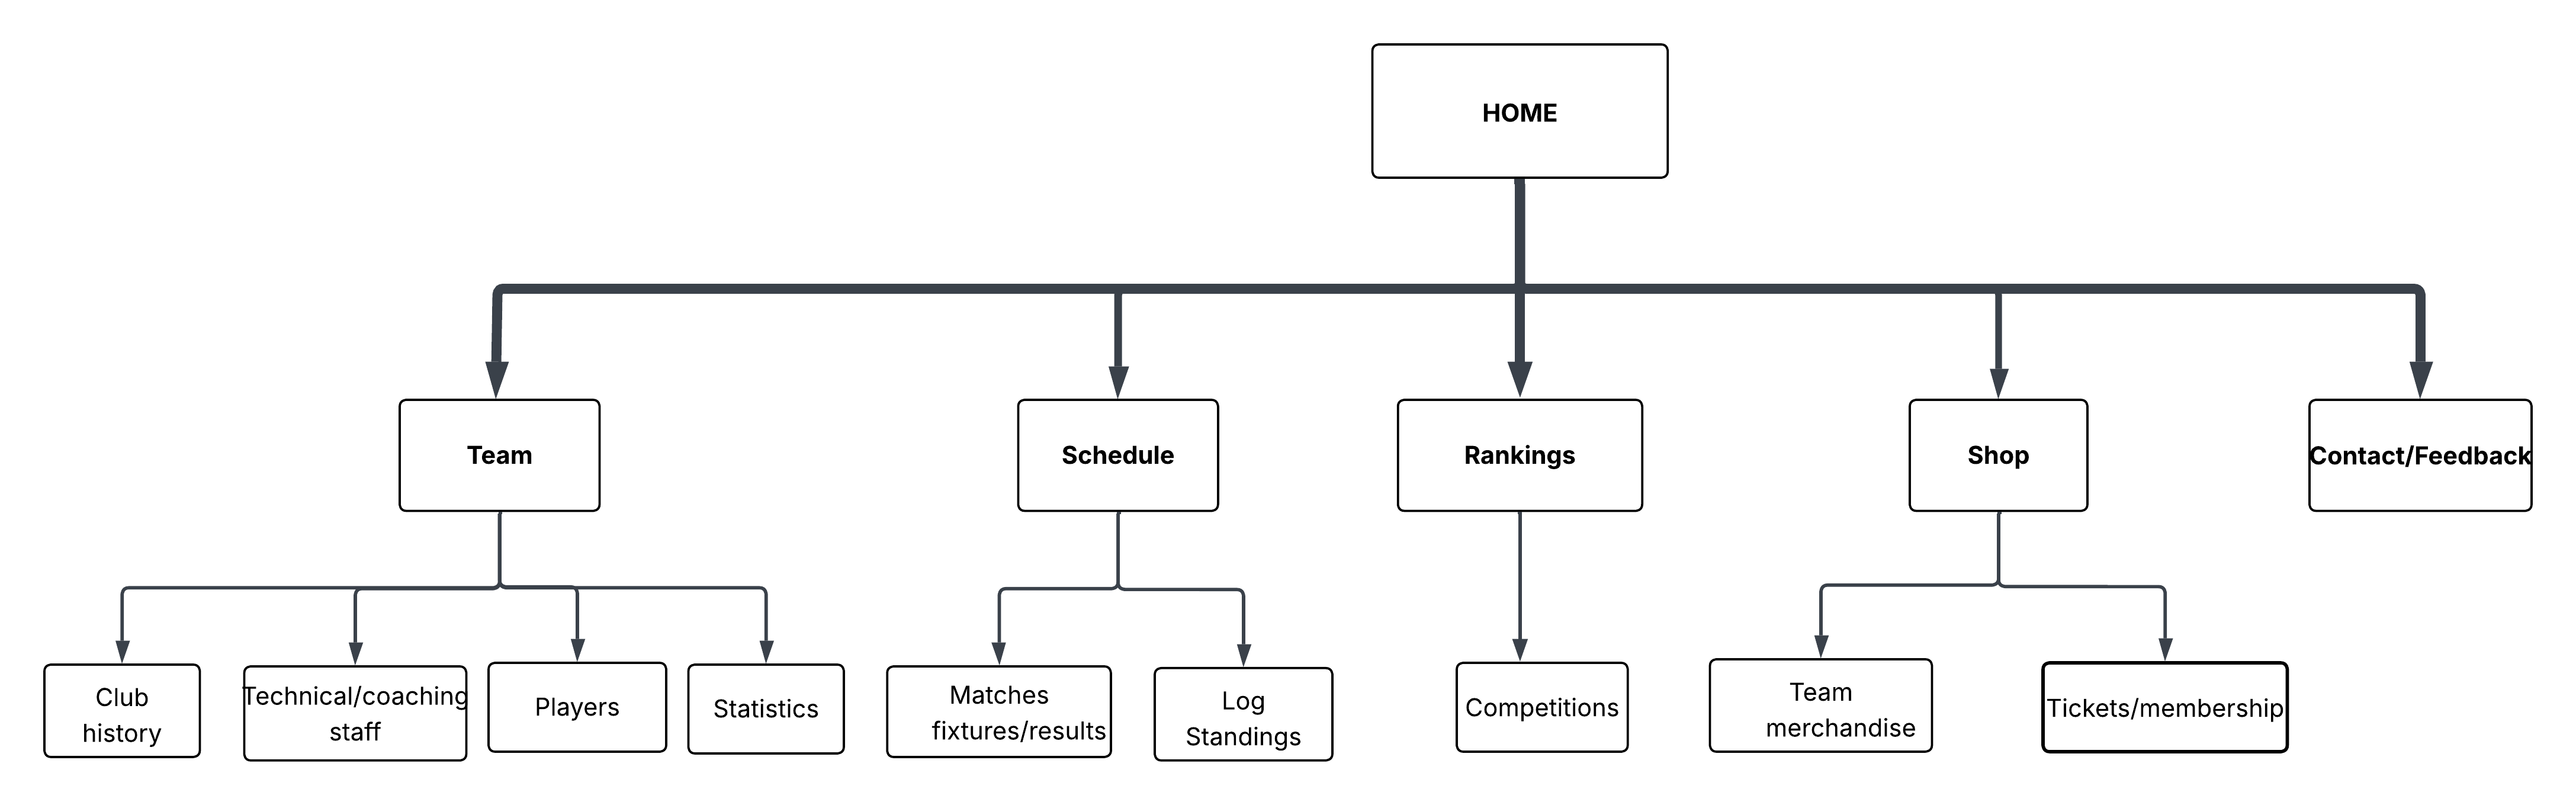 HOME
Team
Schedule
Rankings
Shop
Contact/Feedback
Club
history
Technical/coaching
staff
Players
Statistics
Matches
fixtures/results
Log
Standings
Competitions
Team
merchandise
Tickets/membership